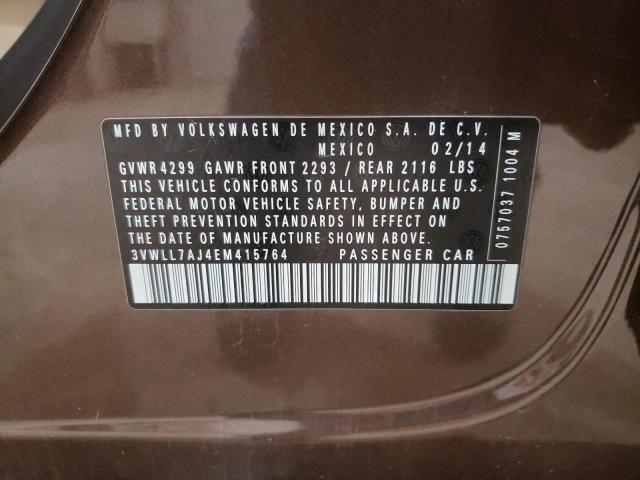 MFD BY VOLKSWAGEN DE MEXICO S.A. DE C.V.
MEXICO 02/14
GVWR 4299 GAWR FRONT 2293 / REAR 2116 LBS
THIS VEHICLE CONFORMS TO ALL APPLICABLE U.S.
FEDERAL MOTOR VEHICLE SAFETY, BUMPER AND
THEFT PREVENTION STANDARDS IN EFFECT ON
THE DATE OF MANUFACTURE SHOWN ABOVE.
3VWLL7AJ4EM415764 PASSENGER CAR
0757037 1004 M